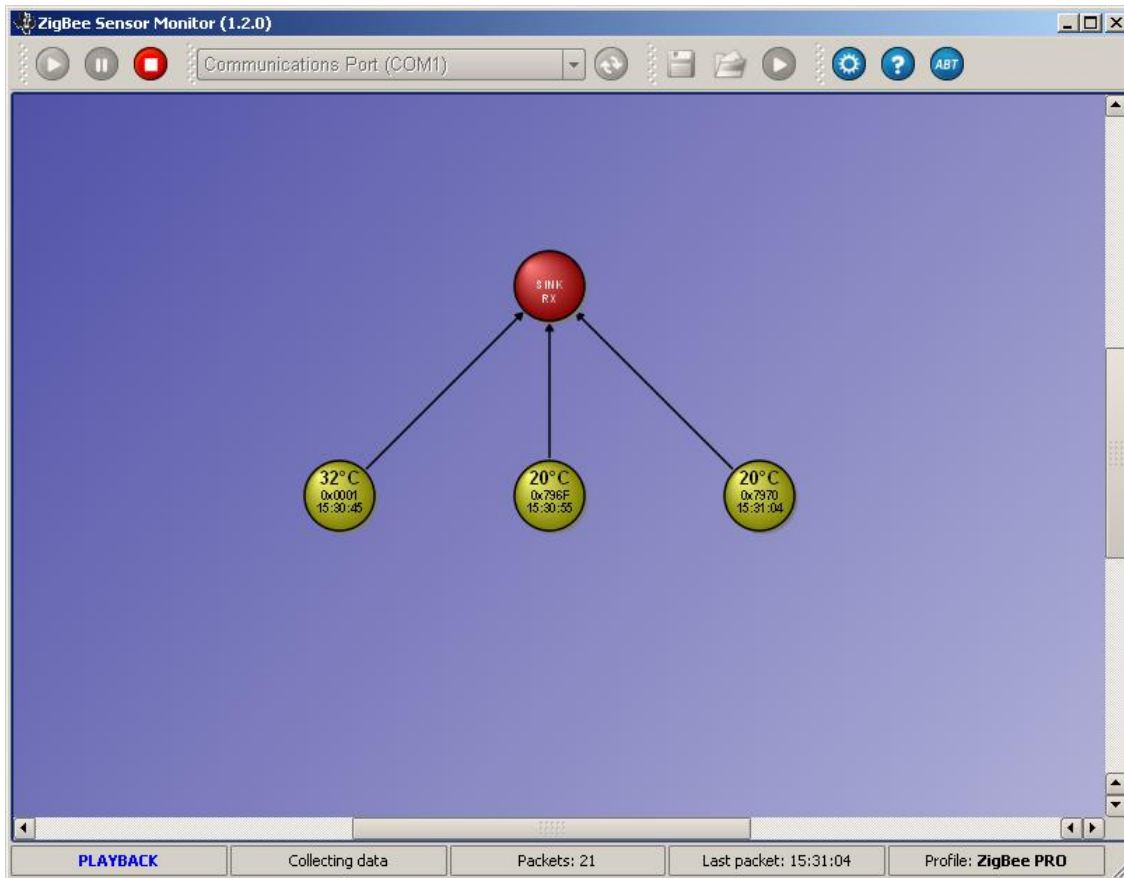 ZigBee Sensor Monitor (1.2.0)
Communications Port (COM1)
?
ABT
SINK
RX
32°C
0x0001
15:30:45
20°C
0x796F
15:30:55
20°C
0x7970
15:31:04
PLAYBACK
Collecting data
Packets: 21
Last packet: 15:31:04
Profile: ZigBee PRO